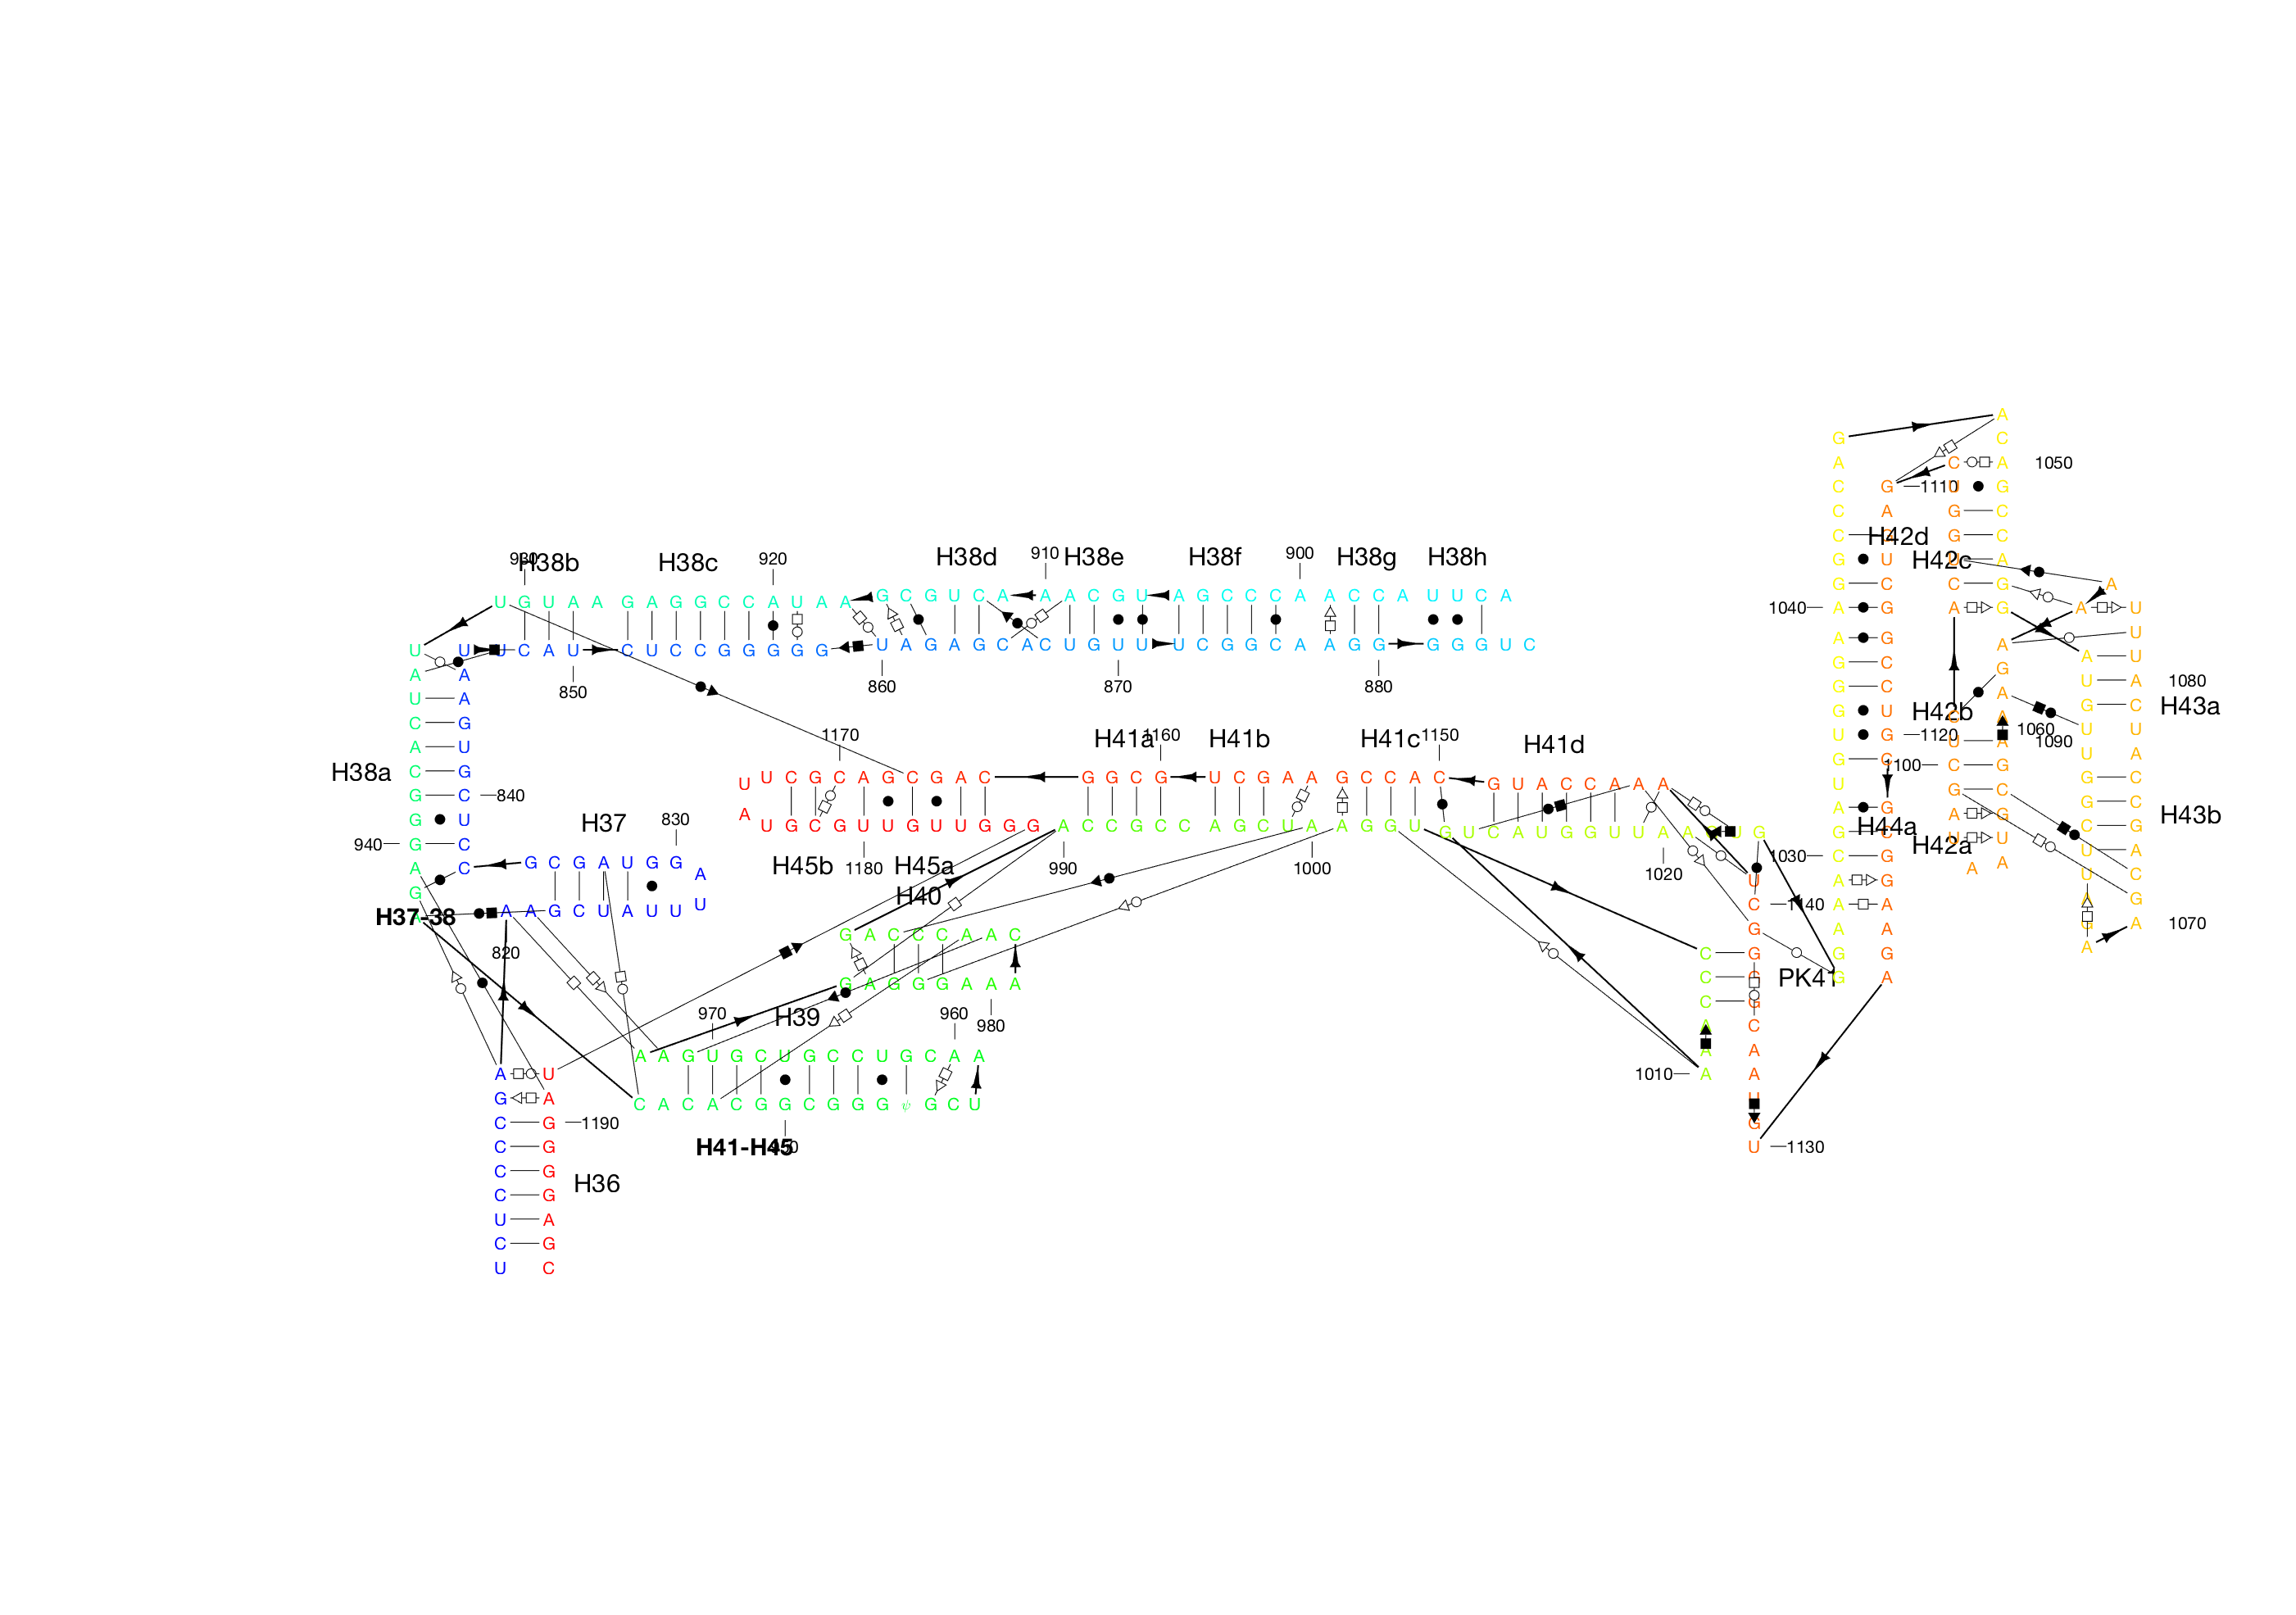 H38b H38c 920 H38d 910 H38e H38f 900 H38g H38h
U G U A A G A G G C C A U A A G C G U C A A A C G U A G C C C A A C C A U U C A
U U C A U C U C C G G G G G U A G A G C A C U G U U U C G G C A A G G G G G U C
850 860 870 880
H38a
U A U C A C G G G A G
A A G U G C U C C
840
940
H37 830
G C G A U G G A
A A G C U A U U U
H37-38
820
1170 H41a 1160 H41b H41c 1150 H41d
U U C G C A G C G A C G G C G U C G A A G C C A C G U A C C A A A A
A U G C G U U G U U G G G A C C G C C A G C U A A G G U G U C A U G G U U A A
H45b 1180 H45a 990 1000 1020
H40
G A C C C A A C
G A G G G A A A
970 H39 960 980
A A G U G C U G C C U G C A A A
C A C A C G G C G G G ψ G C U
H41-H45
A G C C C C U C U
U A G G G G A G C
1190
H36
C C C A A A
1010
U C G G G G C A A U G U
1140
1130
PK41
G A C C C G G A A G G G U G U A G C A A A G G
1040
1030
G A G U C G G C C U G G G C G G A A G A
1110
1120
H42d
H42c
H42b
H44a
H42a
A C A G C C A G G
1050
C U G G U C A
1100
1060
1090
A G A A A G C G U A
A U G U U G G C U U A G A
A A U U U A C U A C C G A C G A
1080
H43a
H43b
1070